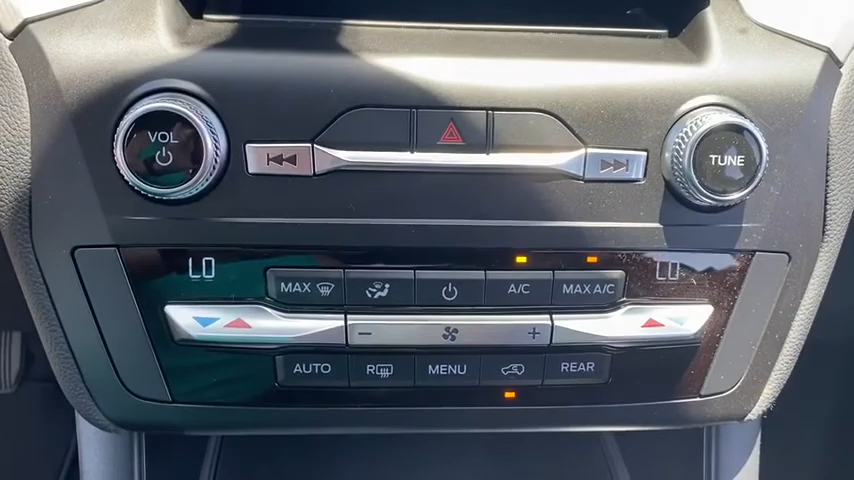 VOL
TUNE
LO LO
MAX A/C MAX A/C
- +
AUTO R MENU REAR